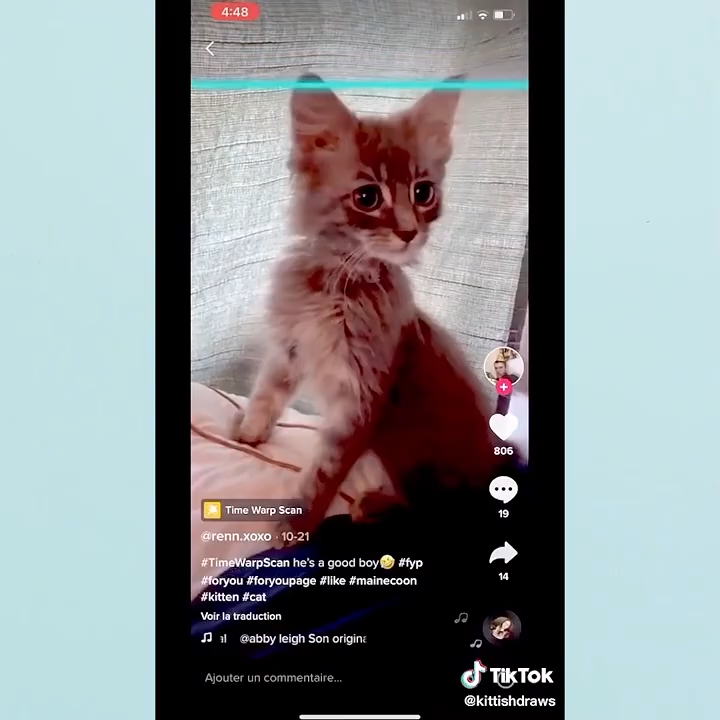 4:48
Time Warp Scan
@renn.xoxo · 10-21
#TimeWarpScan he's a good boy🤣 #fyp
#foryou #foryoupage #like #mainecoon
#kitten #cat
Voir la traduction
@abby leigh Son origina
806
19
14
Ajouter un commentaire...
TikTok
@kittishdraws